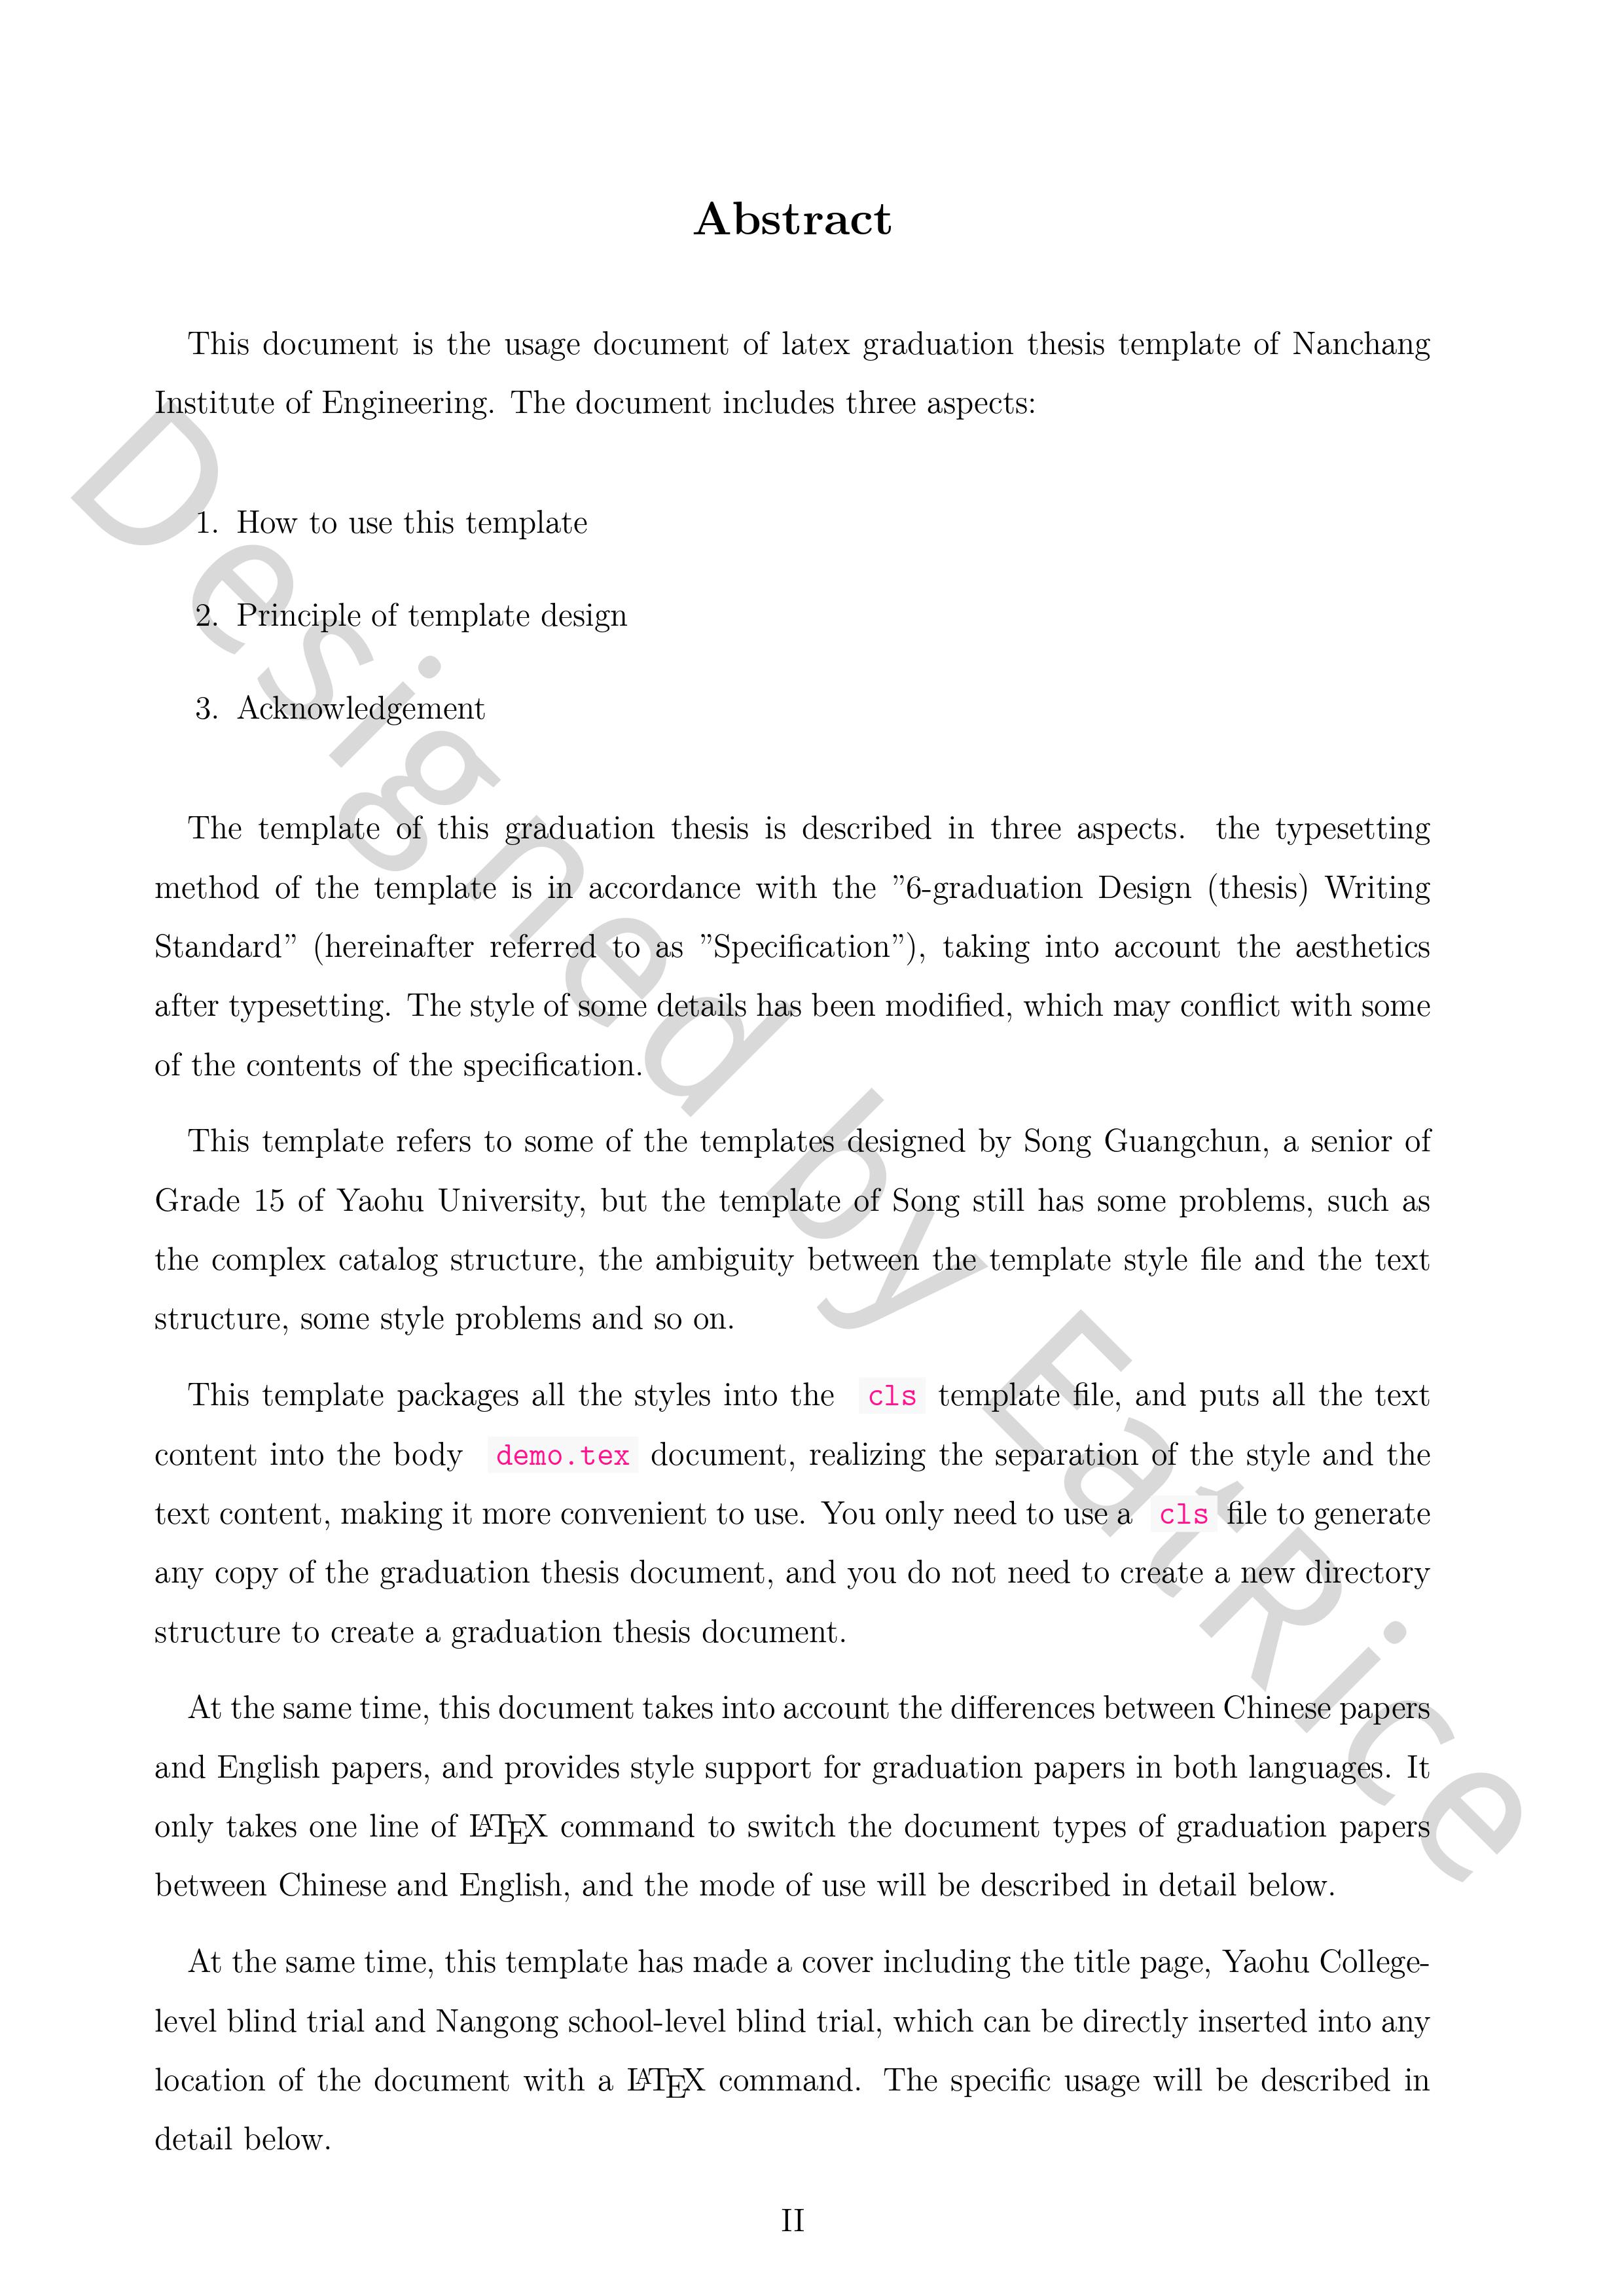 Abstract
This document is the usage document of latex graduation thesis template of Nanchang
Institute of Engineering. The document includes three aspects:
1. How to use this template
2. Principle of template design
3. Acknowledgement
The template of this graduation thesis is described in three aspects. the typesetting
method of the template is in accordance with the ”6-graduation Design (thesis) Writing
Standard” (hereinafter referred to as ”Specification”), taking into account the aesthetics
after typesetting. The style of some details has been modified, which may conflict with some
of the contents of the specification.
This template refers to some of the templates designed by Song Guangchun, a senior of
Grade 15 of Yaohu University, but the template of Song still has some problems, such as
the complex catalog structure, the ambiguity between the template style file and the text
structure, some style problems and so on.
This template packages all the styles into the cls template file, and puts all the text
content into the body demo.tex document, realizing the separation of the style and the
text content, making it more convenient to use. You only need to use a cls file to generate
any copy of the graduation thesis document, and you do not need to create a new directory
structure to create a graduation thesis document.
At the same time, this document takes into account the differences between Chinese papers
and English papers, and provides style support for graduation papers in both languages. It
only takes one line of LATEX command to switch the document types of graduation papers
between Chinese and English, and the mode of use will be described in detail below.
At the same time, this template has made a cover including the title page, Yaohu College-
level blind trial and Nangong school-level blind trial, which can be directly inserted into any
location of the document with a LATEX command. The specific usage will be described in
detail below.
II
Designed by EatRice